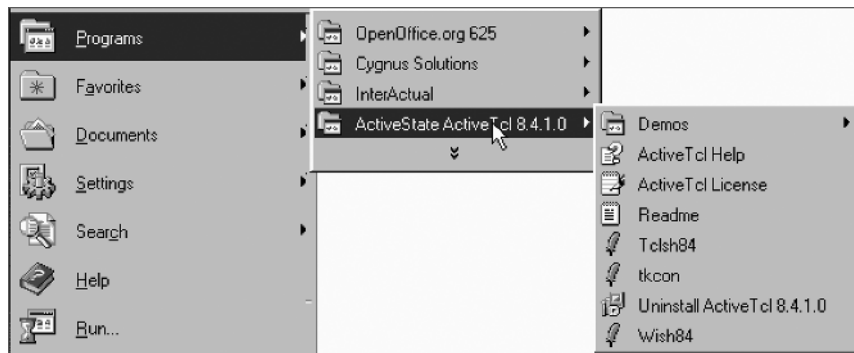 Programs
Favorites
Documents
Settings
Search
Help
Run...
OpenOffice.org 625
Cygnus Solutions
InterActual
ActiveState ActiveTcl 8.4.1.0
Demos
ActiveTcl Help
ActiveTcl License
Readme
Tclsh84
tkcon
Uninstall ActiveTcl 8.4.1.0
Wish84